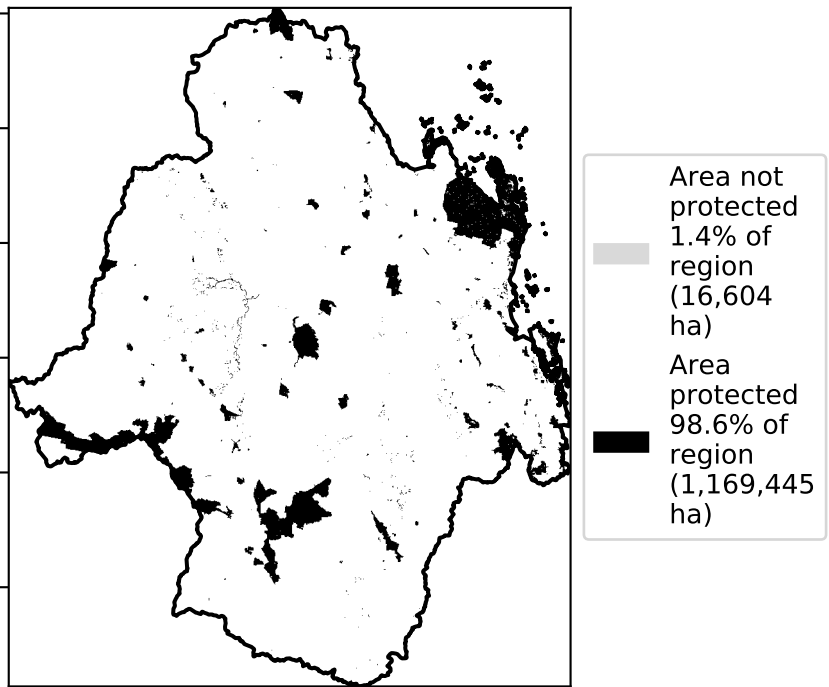 Area not
protected
1.4% of
region
(16,604
ha)
Area
protected
98.6% of
region
(1,169,445
ha)